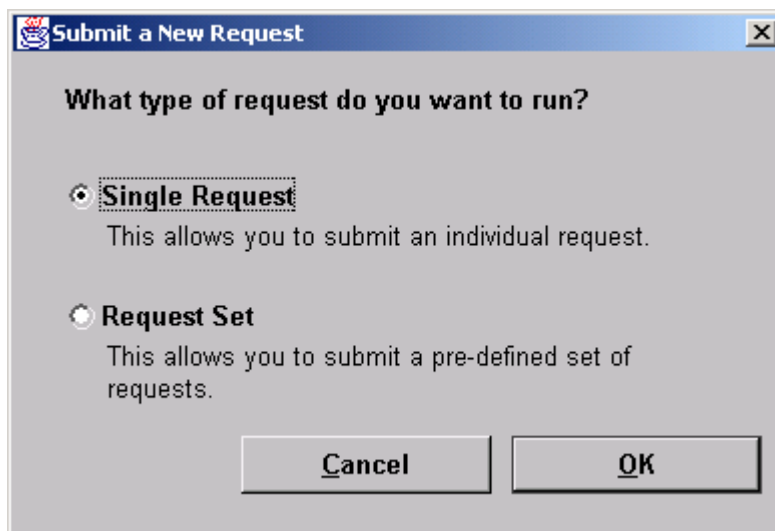 Submit a New Request
What type of request do you want to run?
Single Request
This allows you to submit an individual request.
Request Set
This allows you to submit a pre-defined set of
requests.
Cancel
OK